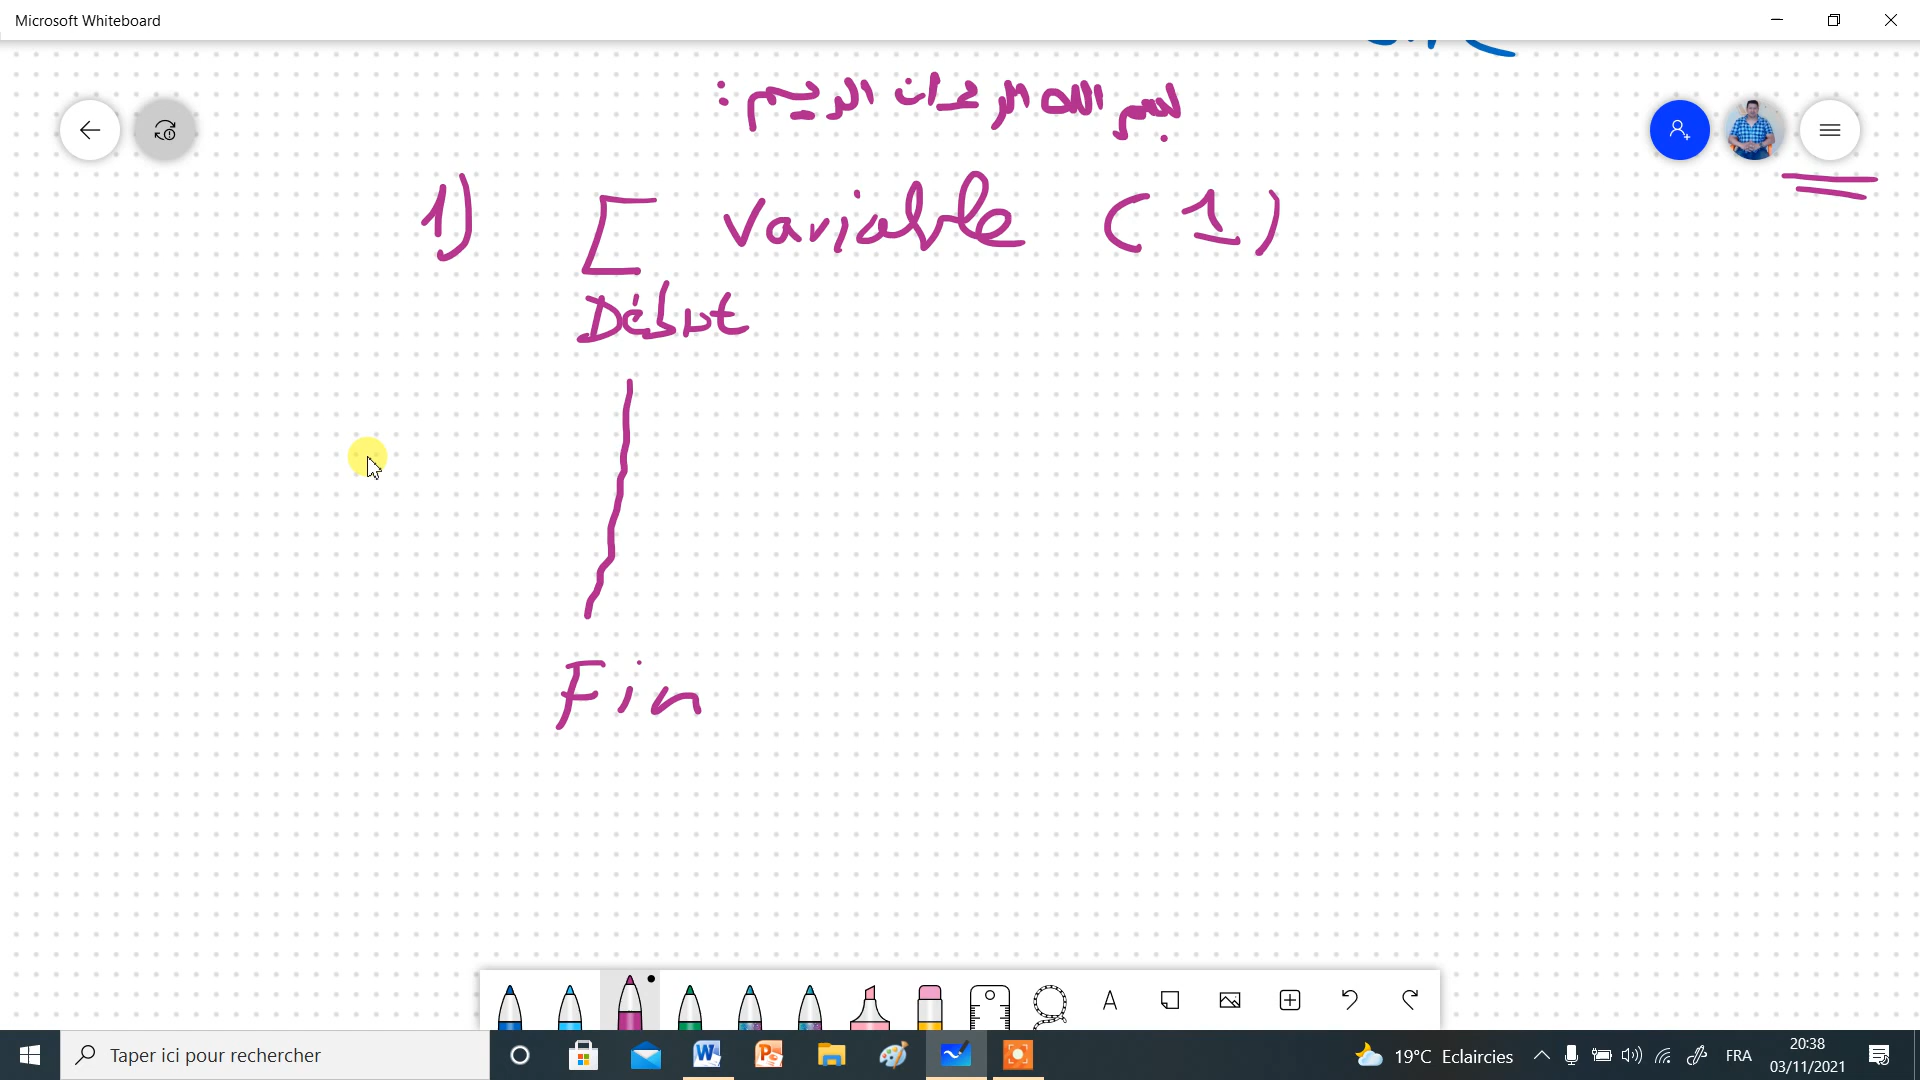 Microsoft Whiteboard
بسم الله الرحمان الرحيم :
1) [ variable (1)
Début
Fin
Taper ici pour rechercher
19°C Eclaircies
FRA
20:38
03/11/2021